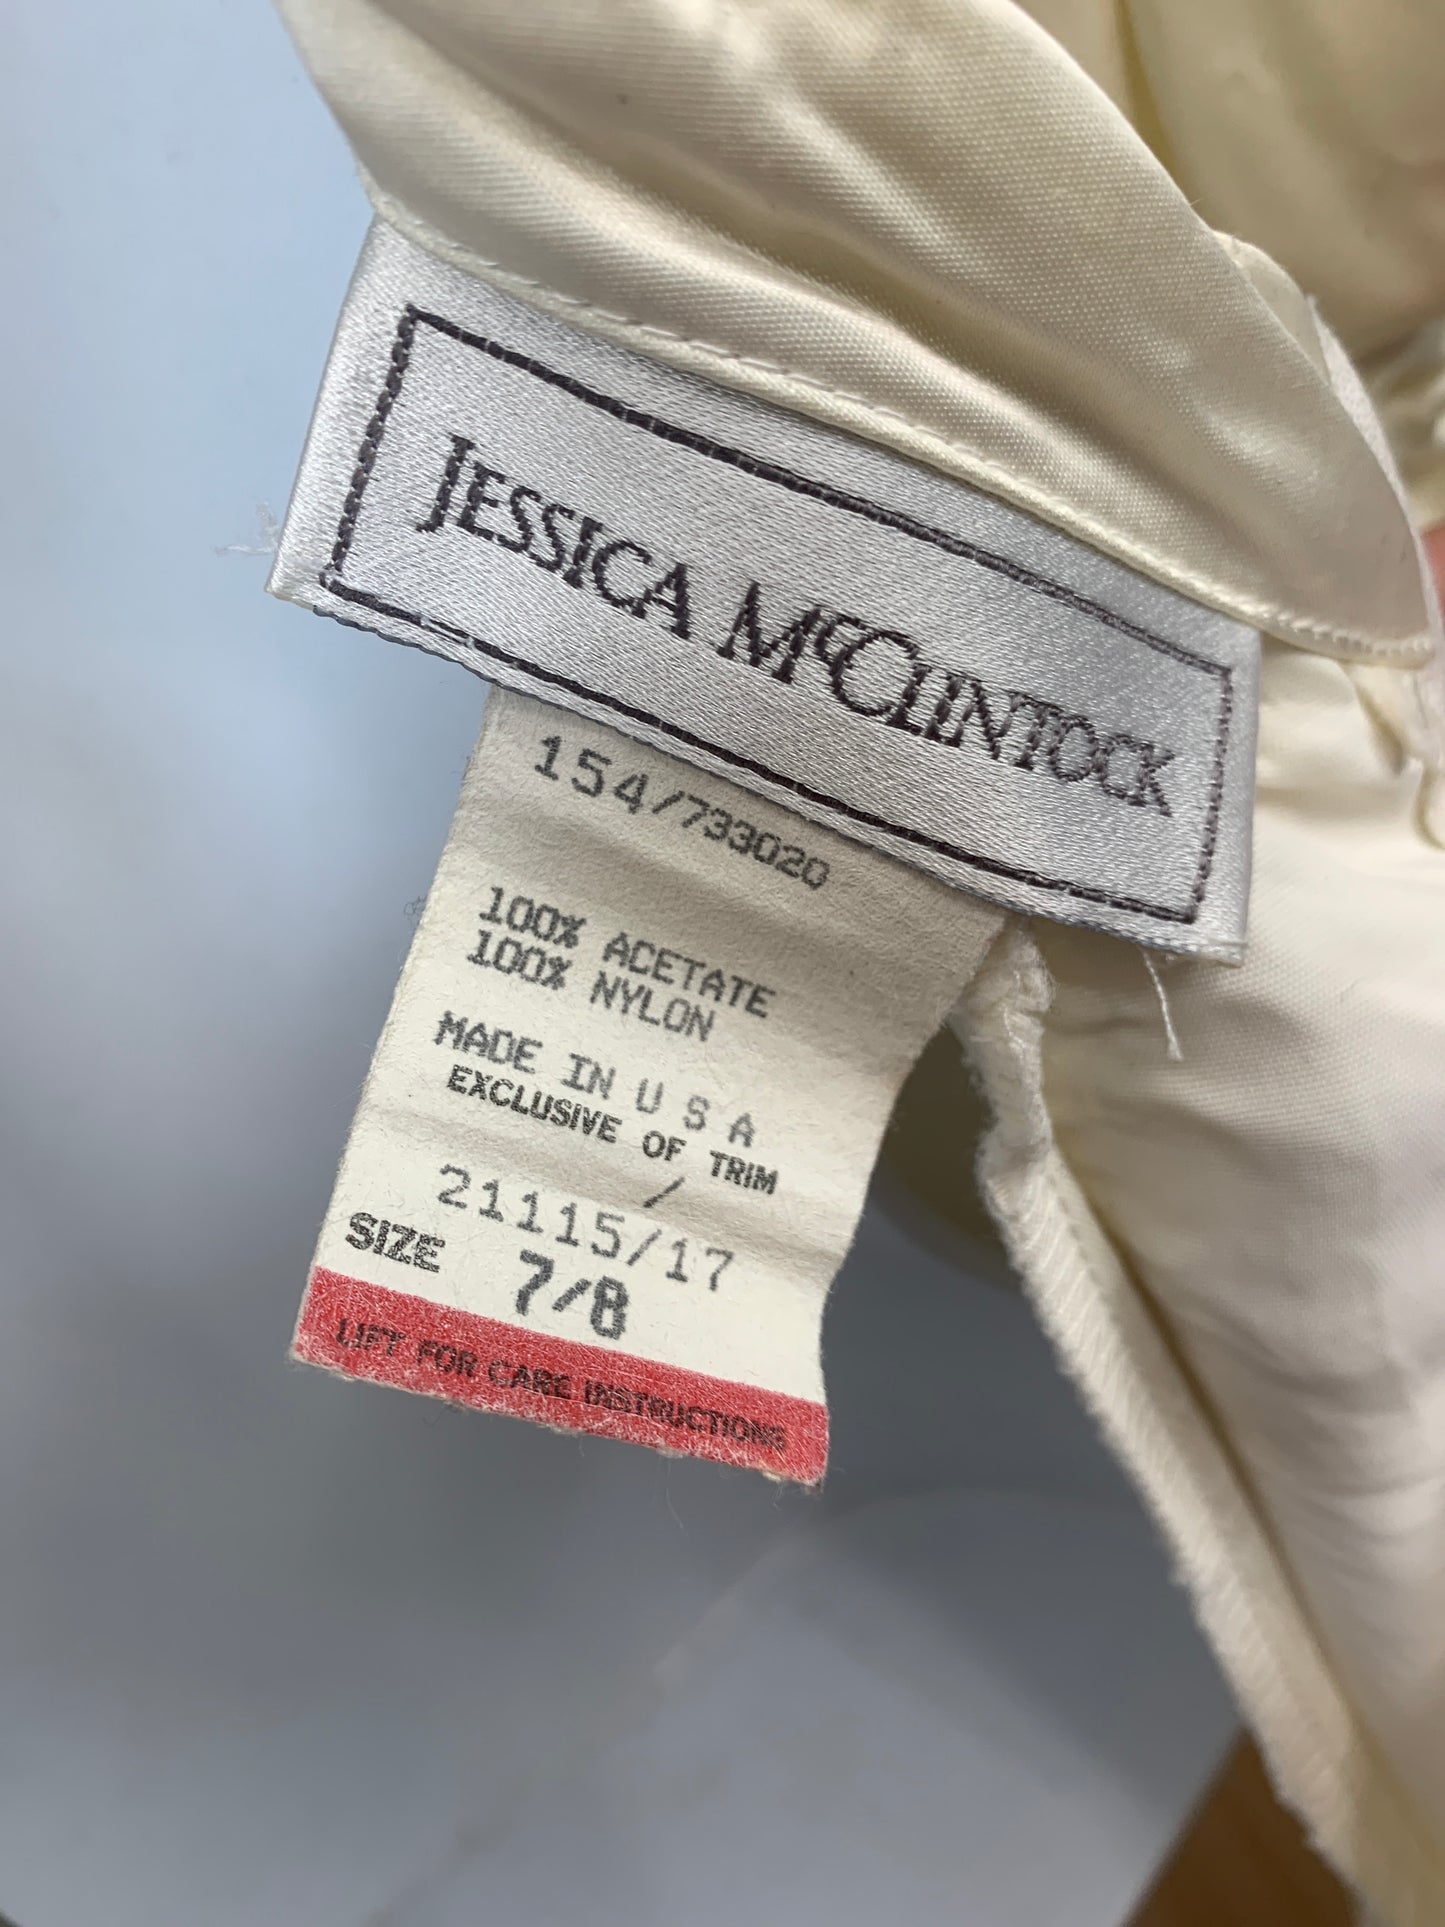 JESSICA McCLINTOCK
154/733020
100% ACETATE
100% NYLON
MADE IN U S A
EXCLUSIVE OF TRIM
/
21115/17
SIZE 7/8
LIFT FOR CARE INSTRUCTIONS